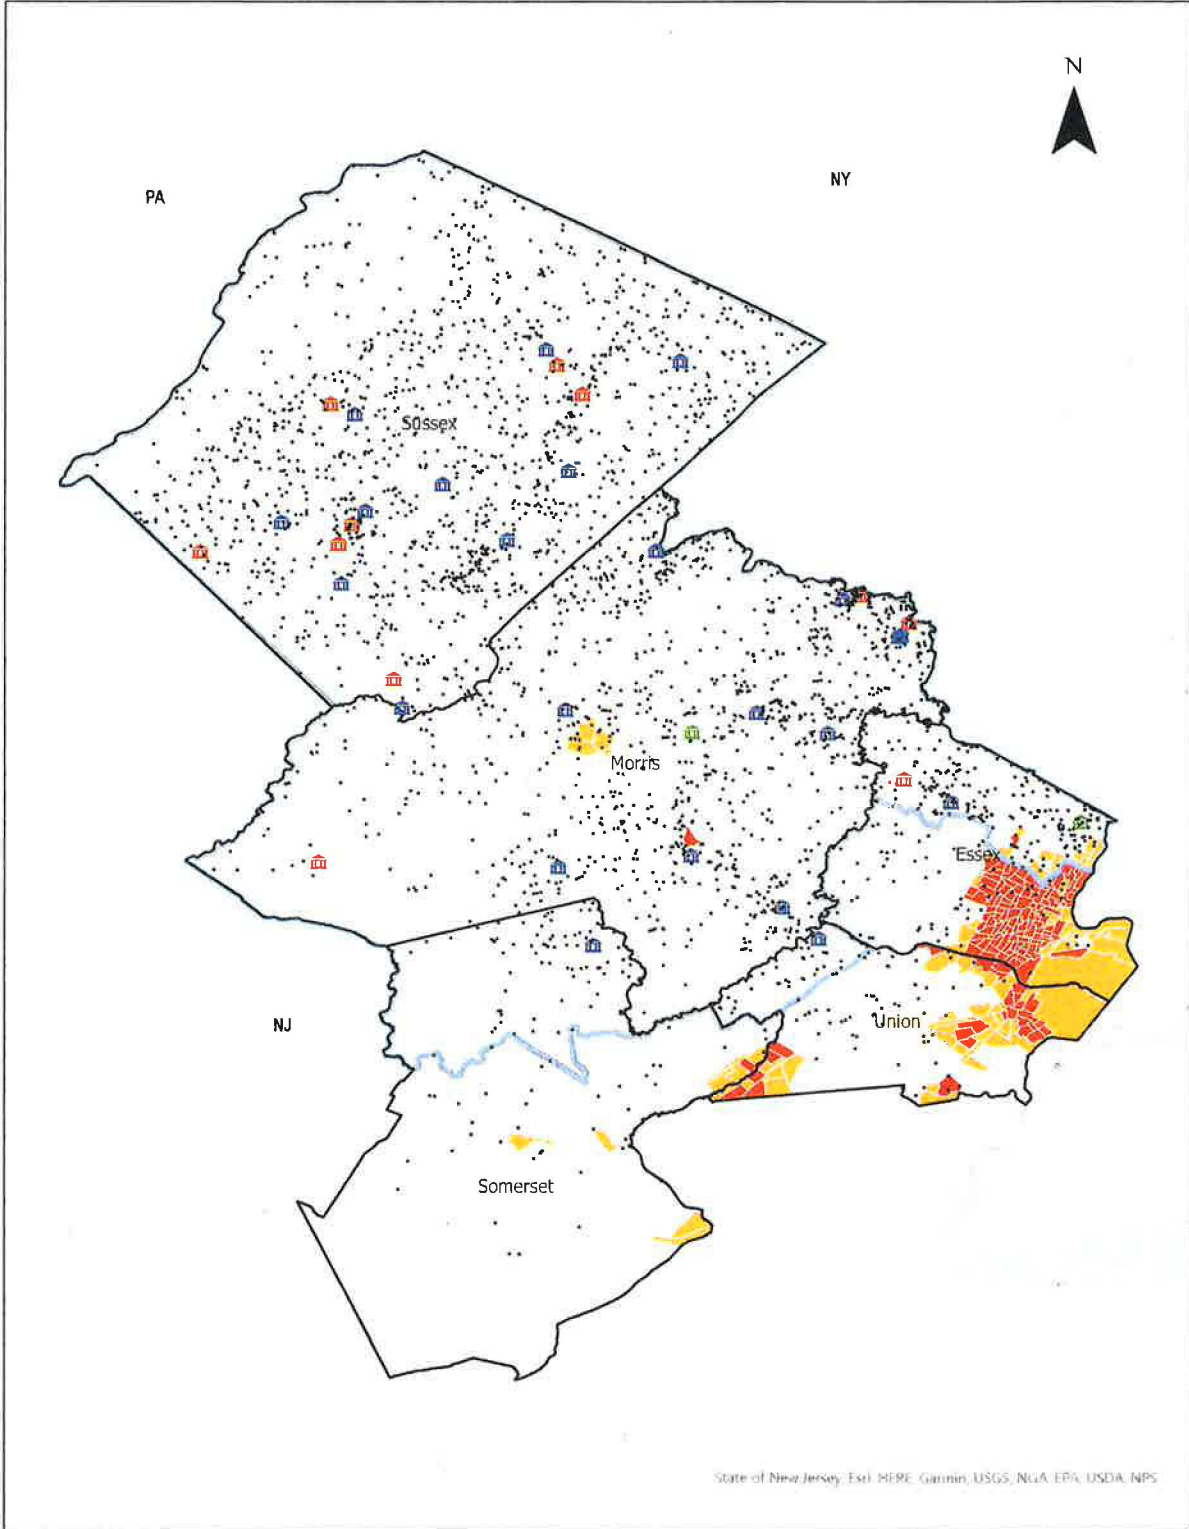 N
NY
PA
Sussex
Morris
Essex
NJ
Union
Somerset
State of New Jersey, Esri, HERE, Garmin, USGS, NGA, EPA, USDA, NPS